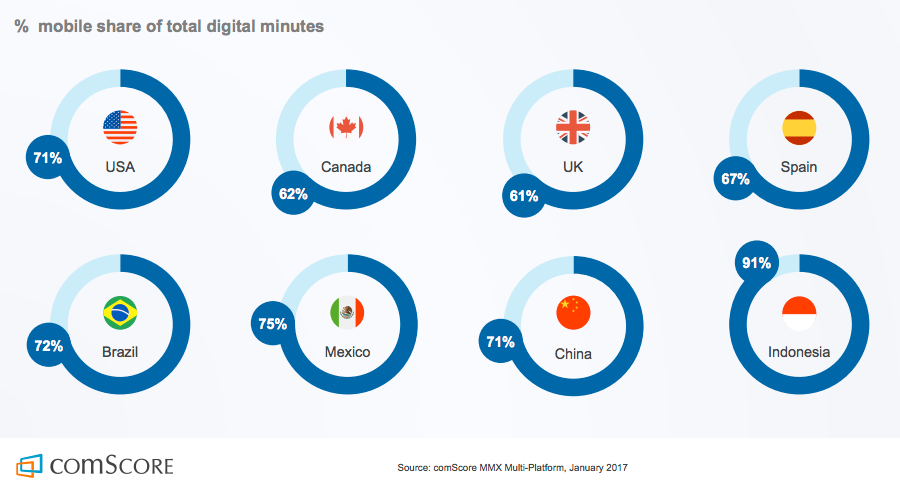 % mobile share of total digital minutes
71%
USA
62%
Canada
61%
UK
67%
Spain
72%
Brazil
75%
Mexico
71%
China
91%
Indonesia
comScore
Source: comScore MMX Multi-Platform, January 2017